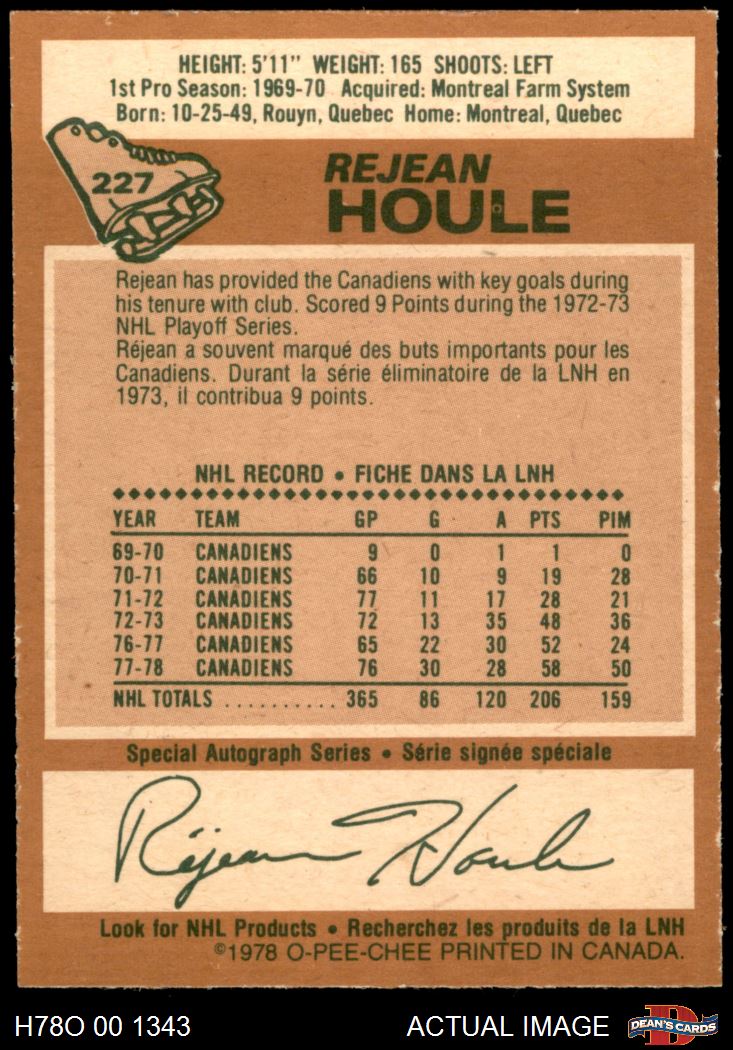 HEIGHT: 5'11" WEIGHT: 165 SHOOTS: LEFT
1st Pro Season: 1969-70 Acquired: Montreal Farm System
Born: 10-25-49, Rouyn, Quebec Home: Montreal, Quebec
227
REJEAN
HOULE
Rejean has provided the Canadiens with key goals during
his tenure with club. Scored 9 Points during the 1972-73
NHL Playoff Series.
Réjean a souvent marqué des buts importants pour les
Canadiens. Durant la série éliminatoire de la LNH en
1973, il contribua 9 points.
NHL RECORD • FICHE DANS LA LNH
YEAR TEAM GP G A PTS PIM
69-70 CANADIENS 9 0 1 1 0
70-71 CANADIENS 66 10 9 19 28
71-72 CANADIENS 77 11 17 28 21
72-73 CANADIENS 72 13 35 48 36
76-77 CANADIENS 65 22 30 52 24
77-78 CANADIENS 76 30 28 58 50
NHL TOTALS .......... 365 86 120 206 159
Special Autograph Series • Série signée spéciale
Réjean Houle
Look for NHL Products • Recherchez les produits de la LNH
©1978 O-PEE-CHEE PRINTED IN CANADA.
H78O 00 1343 ACTUAL IMAGE D DEAN'S CARDS